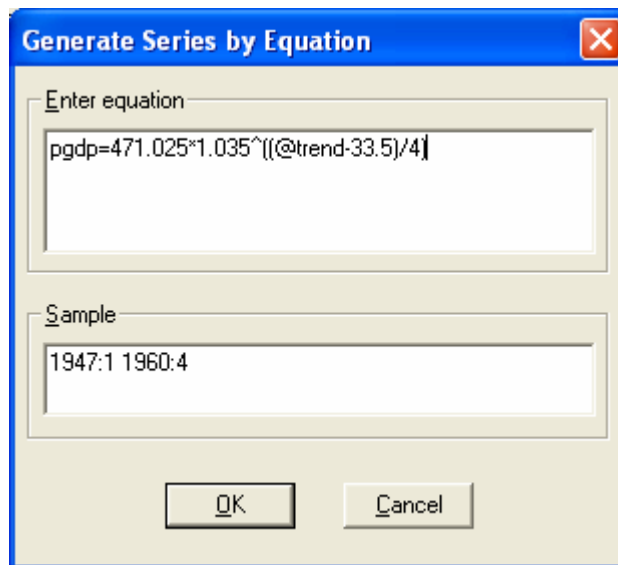 Generate Series by Equation
Enter equation
pgdp=471.025*1.035^((@trend-33.5)/4)
Sample
1947:1 1960:4
OK
Cancel